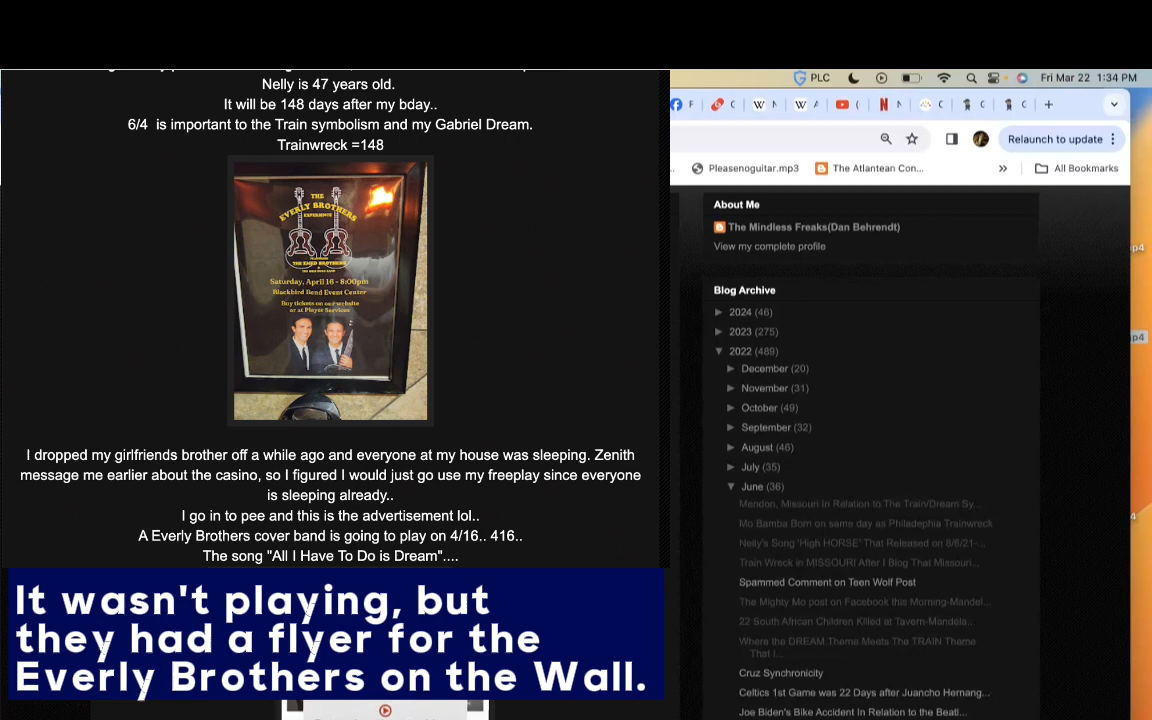 Nelly is 47 years old.
It will be 148 days after my bday..
6/4 is important to the Train symbolism and my Gabriel Dream.
Trainwreck =148
THE
EVERLY BROTHERS
EXPERIENCE
Saturday, April 16 - 8:00pm
Blackbird Bend Event Center
Buy tickets on our website
or at Player Services
I dropped my girlfriends brother off a while ago and everyone at my house was sleeping. Zenith
message me earlier about the casino, so I figured I would just go use my freeplay since everyone
is sleeping already..
I go in to pee and this is the advertisement lol..
A Everly Brothers cover band is going to play on 4/16.. 416..
The song "All I Have To Do is Dream"....
It wasn't playing, but
they had a flyer for the
Everly Brothers on the Wall.
PLC Fri Mar 22 1:34 PM
Relaunch to update
Pleasenoguitar.mp3 The Atlantean Con... » All Bookmarks
About Me
The Mindless Freaks(Dan Behrendt)
View my complete profile
Blog Archive
► 2024 (46)
► 2023 (275)
▼ 2022 (489)
► December (20)
► November (31)
► October (49)
► September (32)
► August (46)
► July (35)
▼ June (36)
Mendon, Missouri In Relation to The Train/Dream Sy...
Mo Bamba Born on same day as Philadephia Trainwreck
Nelly's Song 'High HORSE' That Released on 8/6/21-...
Train Wreck in MISSOURI After I Blog That Missouri...
Spammed Comment on Teen Wolf Post
The Mighty Mo post on Facebook this Morning-Mandel...
22 South African Children Killed at Tavern-Mandela..
Where the DREAM Theme Meets The TRAIN Theme
That I...
Cruz Synchronicity
Celtics 1st Game was 22 Days after Juancho Hernang...
Joe Biden's Bike Accident In Relation to the Beatl...
p4
p4
4